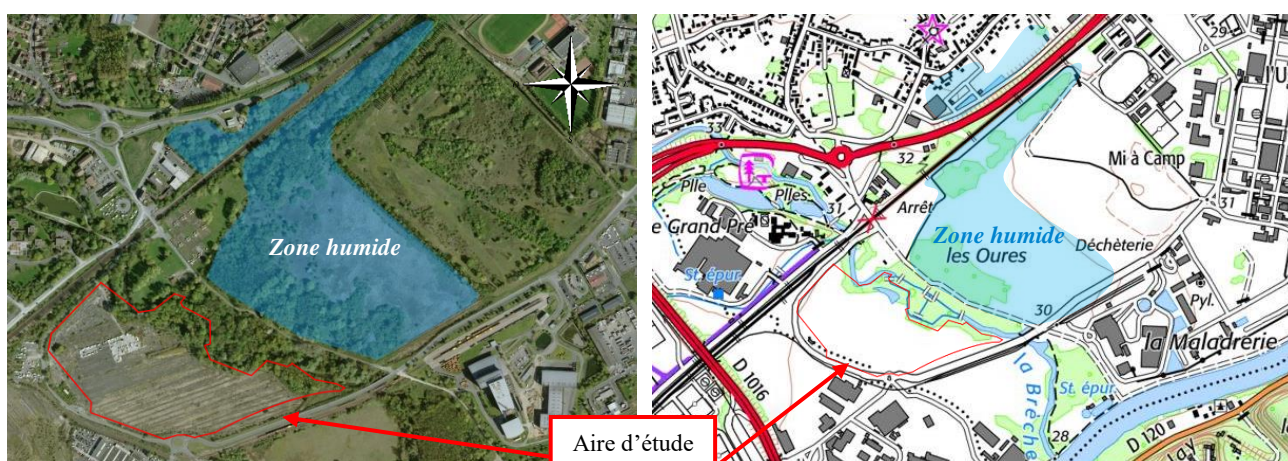 Zone humide
Aire d'étude
29
33
32
Mi à Camp
Plle
Plles
31
Arrêt
31
e Grand Pré
Zone humide
Déchèterie
les Oures
St. épur.
30
Pyl.
la Maladrerie
D 1016
la Brèche
St. épur.
28
D 120
Lay